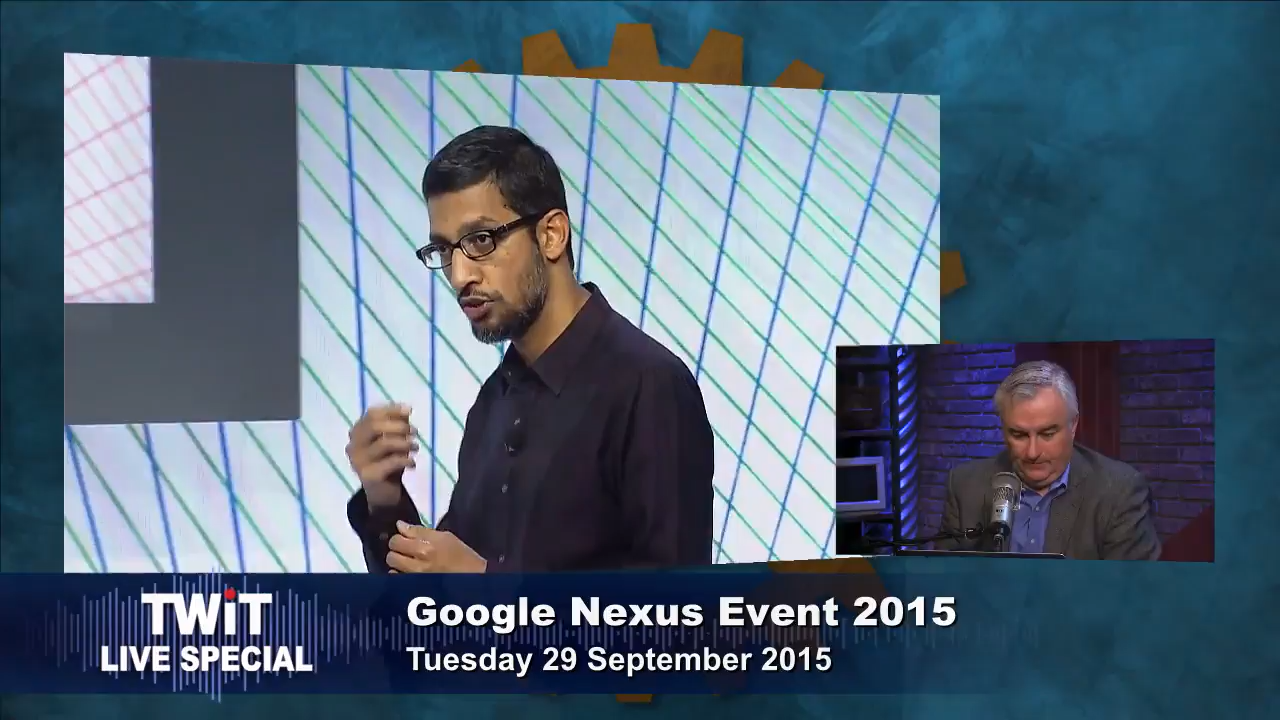 TWiT
LIVE SPECIAL
Google Nexus Event 2015
Tuesday 29 September 2015